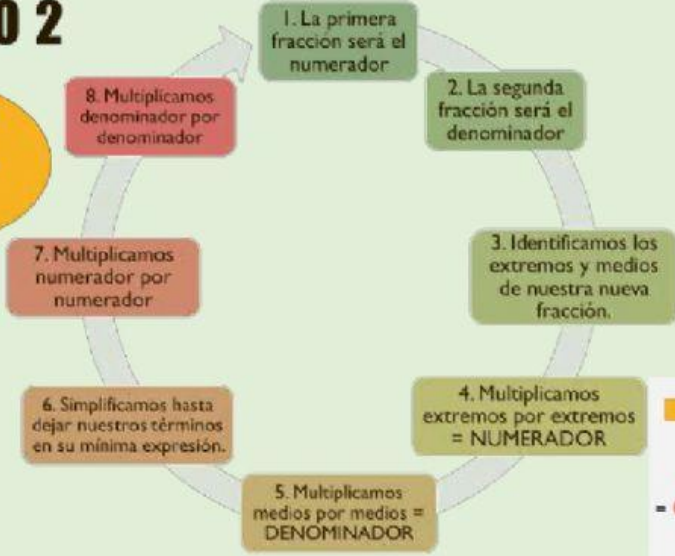 O 2
1. La primera
fracción será el
numerador
2. La segunda
fracción será el
denominador
3. Identificamos los
extremos y medios
de nuestra nueva
fracción.
4. Multiplicamos
extremos por extremos
= NUMERADOR
5. Multiplicamos
medios por medios =
DENOMINADOR
6. Simplificamos hasta
dejar nuestros términos
en su mínima expresión.
7. Multiplicamos
numerador por
numerador
8. Multiplicamos
denominador por
denominador
=